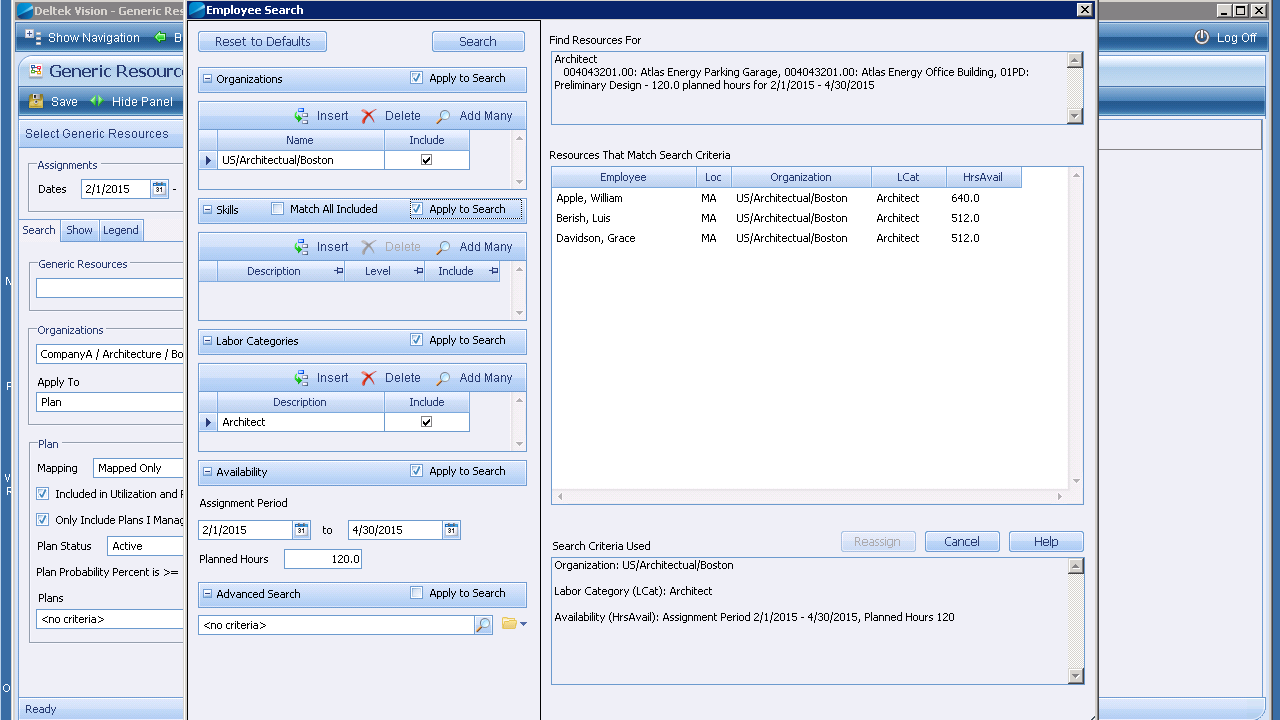 Deltek Vision - Generic Res
Employee Search
Show Navigation
B
Log Off
Generic Resourc
Save
Hide Panel
Select Generic Resources
Assignments
Dates
2/1/2015
31
-
Search
Show
Legend
Generic Resources
Organizations
CompanyA / Architecture / Bo
Apply To
Plan
Plan
Mapping
Mapped Only
Included in Utilization and R
Only Include Plans I Manag
Plan Status
Active
Plan Probability Percent is >=
Plans
<no criteria>
Ready
Reset to Defaults
Search
Organizations
Apply to Search
Insert
Delete
Add Many
Name
Include
US/Architectual/Boston
Skills
Match All Included
Apply to Search
Insert
Delete
Add Many
Description
Level
Include
Labor Categories
Apply to Search
Insert
Delete
Add Many
Description
Include
Architect
Availability
Apply to Search
Assignment Period
2/1/2015
31
to
4/30/2015
31
Planned Hours
120.0
Advanced Search
Apply to Search
<no criteria>
Find Resources For
Architect
004043201.00: Atlas Energy Parking Garage, 004043201.00: Atlas Energy Office Building, 01PD:
Preliminary Design - 120.0 planned hours for 2/1/2015 - 4/30/2015
Resources That Match Search Criteria
Employee Loc Organization LCat HrsAvail
Apple, William MA US/Architectual/Boston Architect 640.0
Berish, Luis MA US/Architectual/Boston Architect 512.0
Davidson, Grace MA US/Architectual/Boston Architect 512.0
Reassign
Cancel
Help
Search Criteria Used
Organization: US/Architectual/Boston
Labor Category (LCat): Architect
Availability (HrsAvail): Assignment Period 2/1/2015 - 4/30/2015, Planned Hours 120